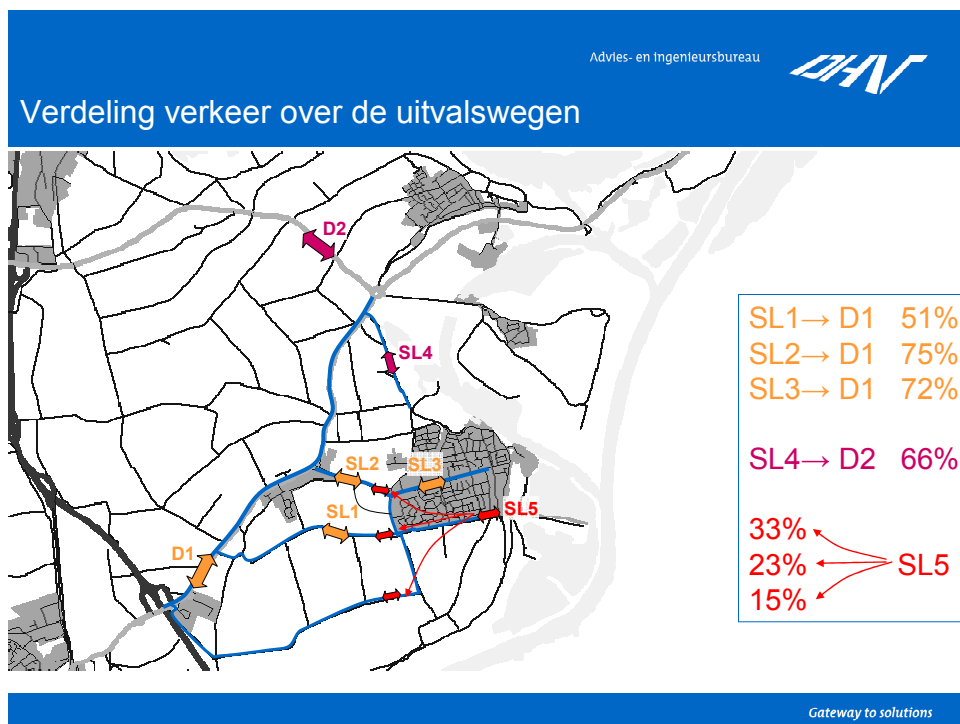 Advies- en ingenieursbureau
DHV
Verdeling verkeer over de uitvalswegen
D2
SL4
SL2
SL3
SL1
SL5
D1
SL1→ D1 51%
SL2→ D1 75%
SL3→ D1 72%
SL4→ D2 66%
33%
23% SL5
15%
Gateway to solutions